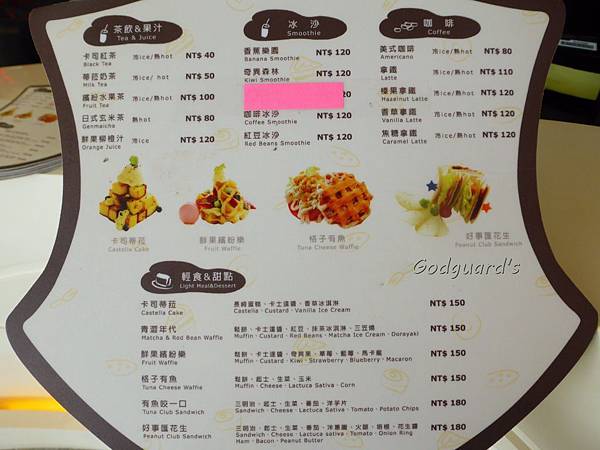 茶飲&果汁
Tea & Juice
卡司紅茶 冷ice/熱hot NT$ 40
Black Tea
蒂菈奶茶 冷ice/ 熱hot NT$ 50
Milk Tea
繽紛水果茶 冷ice/熱hot NT$ 100
Fruit Tea
日式玄米茶 熱hot NT$ 80
Genmaicha
鮮果柳橙汁 冷ice NT$ 120
Orange Juice
冰 沙
Smoothie
香蕉樂園 NT$ 120
Banana Smoothie
奇異森林 NT$ 120
Kiwi Smoothie
120
咖啡冰沙 NT$ 120
Coffee Smoothie
紅豆冰沙 NT$ 120
Red Beans Smoothie
咖 啡
Coffee
美式咖啡 冷ice/熱hot NT$ 80
Americano
拿鐵 冷ice/熱hot NT$ 110
Latte
榛果拿鐵 冷ice/熱hot NT$ 120
Hazelnut Latte
香草拿鐵 冷ice/熱hot NT$ 120
Vanilla Latte
焦糖拿鐵 冷ice/熱hot NT$ 120
Caramel Latte
卡司蒂菈
Castella Cake
鮮果繽紛樂
Fruit Waffle
格子有魚
Tuna Cheese Waffle
好事匯花生
Peanut Club Sandwich
Godguard's
輕食&甜點
Light Meal&Dessert
卡司蒂菈 長崎蛋糕、卡士達醬、香草冰淇淋 NT$ 150
Castella Cake Castella · Custard · Vanilla Ice Cream
青澀年代 鬆餅、卡士達醬、紅豆、抹茶冰淇淋、三笠燒 NT$ 150
Matcha & Red Bean Waffle Muffin · Custard · Red Beans · Matcha Ice Cream · Dorayaki
鮮果繽紛樂 鬆餅、卡士達醬、奇異果、草莓、藍莓、馬卡龍 NT$ 150
Fruit Waffle Muffin · Custard · Kiwi · Strawberry · Blueberry · Macaron
格子有魚 鬆餅、起士、生菜、玉米 NT$ 150
Tuna Cheese Waffle Muffin · Cheese · Lactuca Sativa · Corn
有魚咬一口 三明治、起士、生菜、番茄、洋芋片 NT$ 180
Tuna Club Sandwich Sandwich · Cheese · Lactuca Sativa · Tomato · Potato Chips
好事匯花生 三明治、起士、生菜、番茄、洋蔥圈、火腿、培根、花生醬 NT$ 180
Peanut Club Sandwich Sandwich · Cheese · Lactuca sativa · Tomato · Onion Ring
Ham · Bacon · Peanut Butter